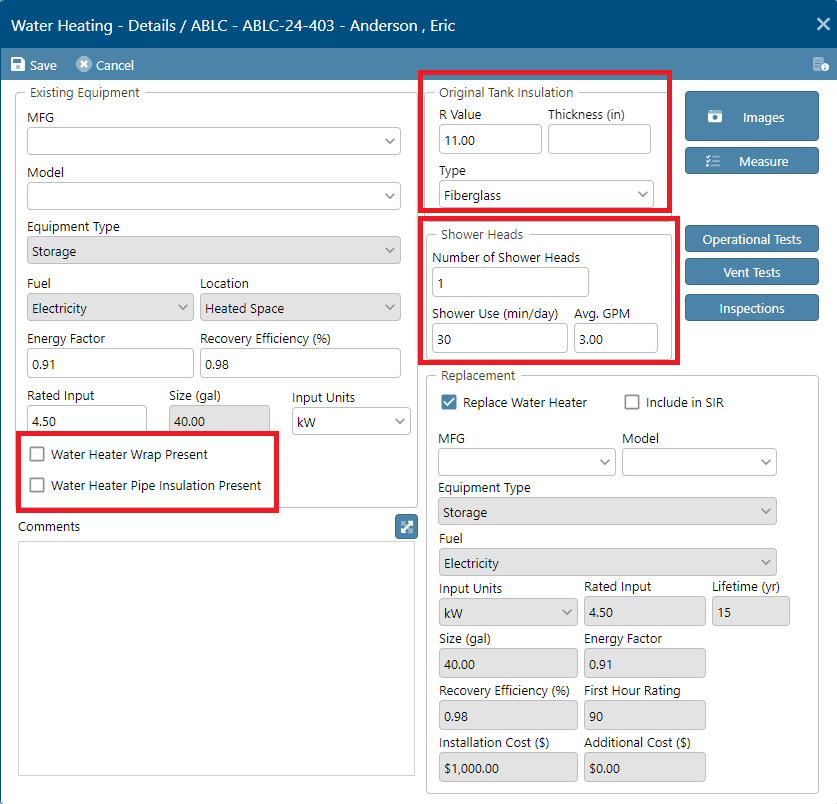 Water Heating - Details / ABLC - ABLC-24-403 - Anderson , Eric
Save Cancel
Existing Equipment
MFG
Model
Equipment Type
Storage
Fuel Location
Electricity Heated Space
Energy Factor Recovery Efficiency (%)
0.91 0.98
Rated Input Size (gal) Input Units
4.50 40.00 kW
Water Heater Wrap Present
Water Heater Pipe Insulation Present
Comments
Original Tank Insulation
R Value Thickness (in)
11.00
Type
Fiberglass
Shower Heads
Number of Shower Heads
1
Shower Use (min/day) Avg. GPM
30 3.00
Images
Measure
Operational Tests
Vent Tests
Inspections
Replacement
Replace Water Heater Include in SIR
MFG Model
Equipment Type
Storage
Fuel
Electricity
Input Units Rated Input Lifetime (yr)
kW 4.50 15
Size (gal) Energy Factor
40.00 0.91
Recovery Efficiency (%) First Hour Rating
0.98 90
Installation Cost ($) Additional Cost ($)
$1,000.00 $0.00